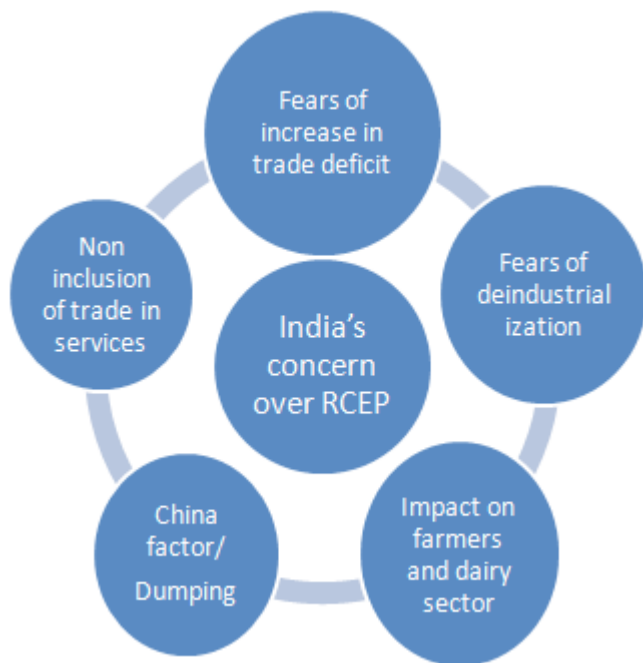 Fears of
increase in
trade deficit
Fears of
deindustrial
ization
Impact on
farmers
and dairy
sector
China
factor/
Dumping
Non
inclusion
of trade in
services
India’s
concern
over RCEP